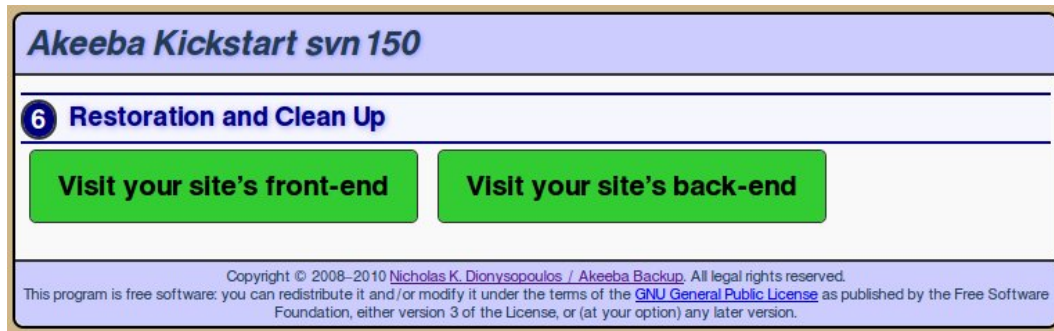 Akeeba Kickstart svn 150
6 Restoration and Clean Up
Visit your site's front-end Visit your site's back-end
Copyright © 2008–2010 Nicholas K. Dionysopoulos / Akeeba Backup. All legal rights reserved.
This program is free software: you can redistribute it and/or modify it under the terms of the GNU General Public License as published by the Free Software
Foundation, either version 3 of the License, or (at your option) any later version.